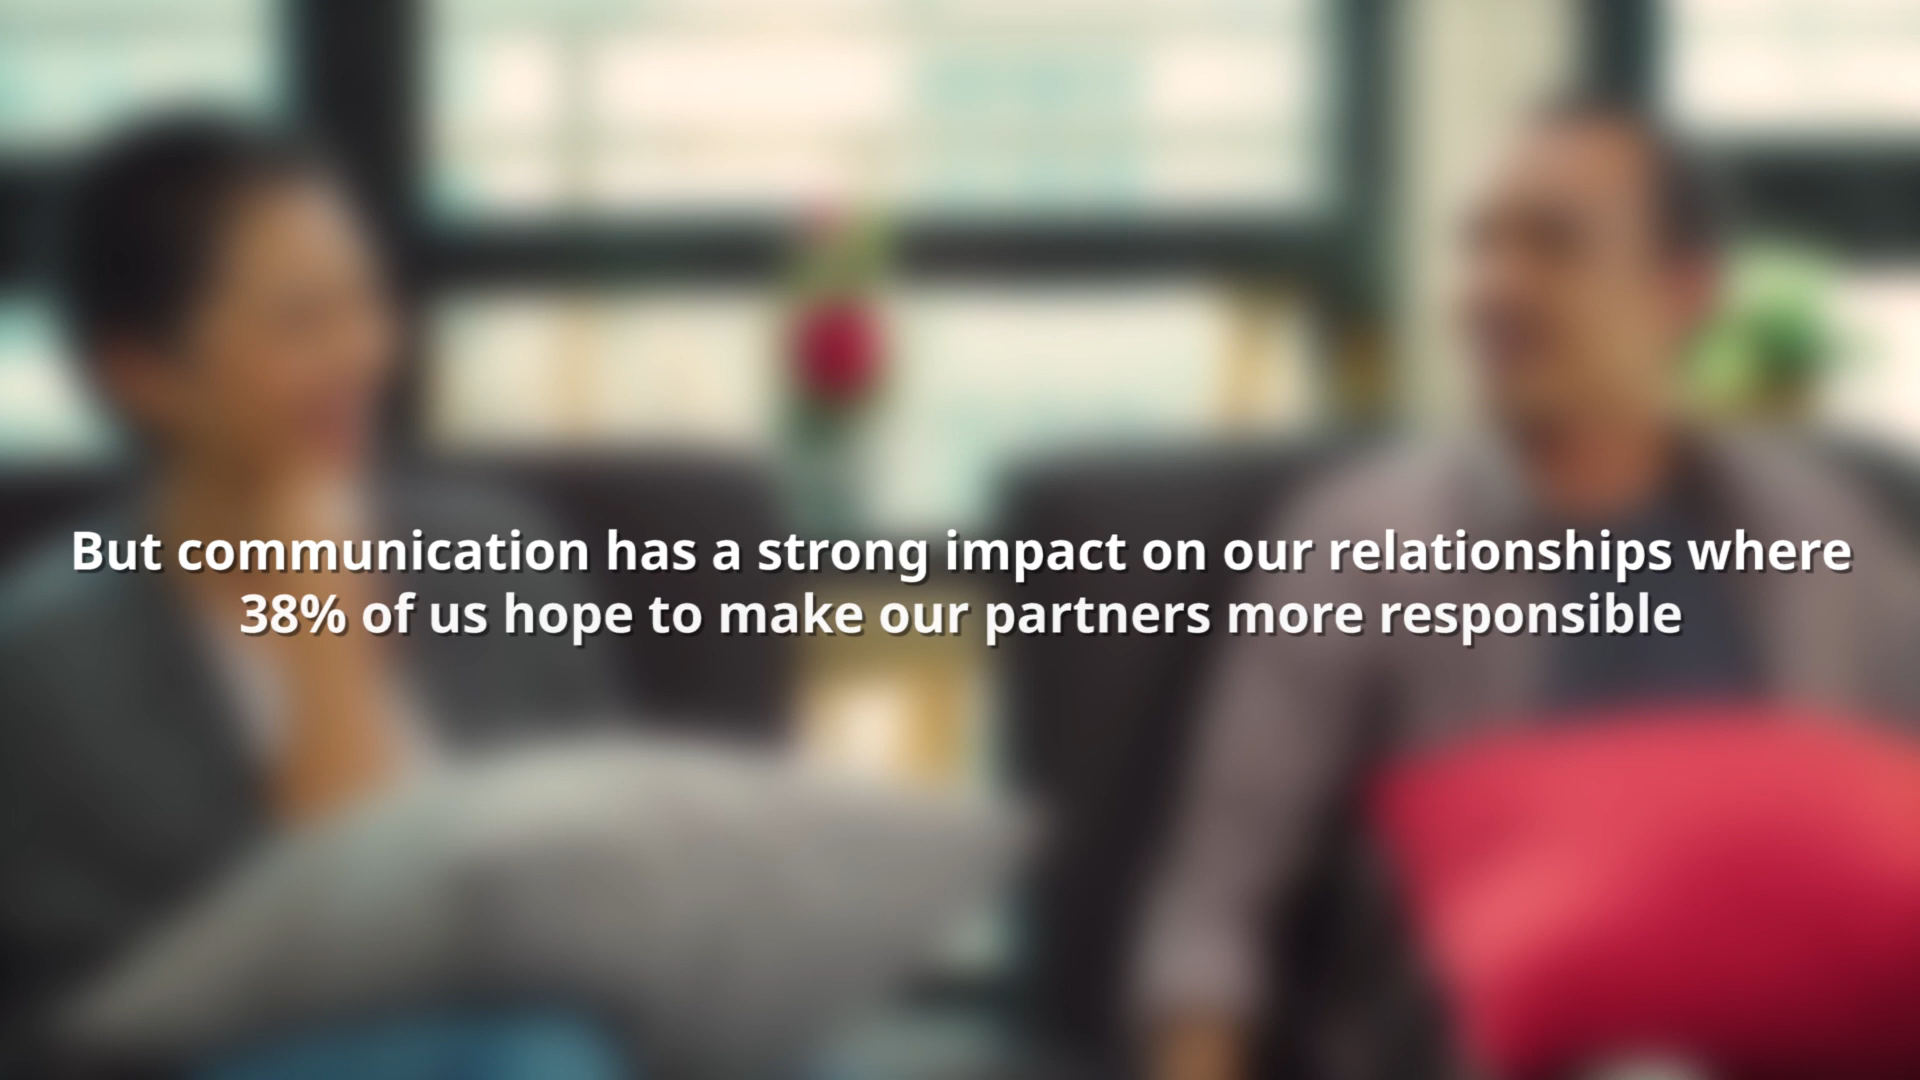 But communication has a strong impact on our relationships where
38% of us hope to make our partners more responsible